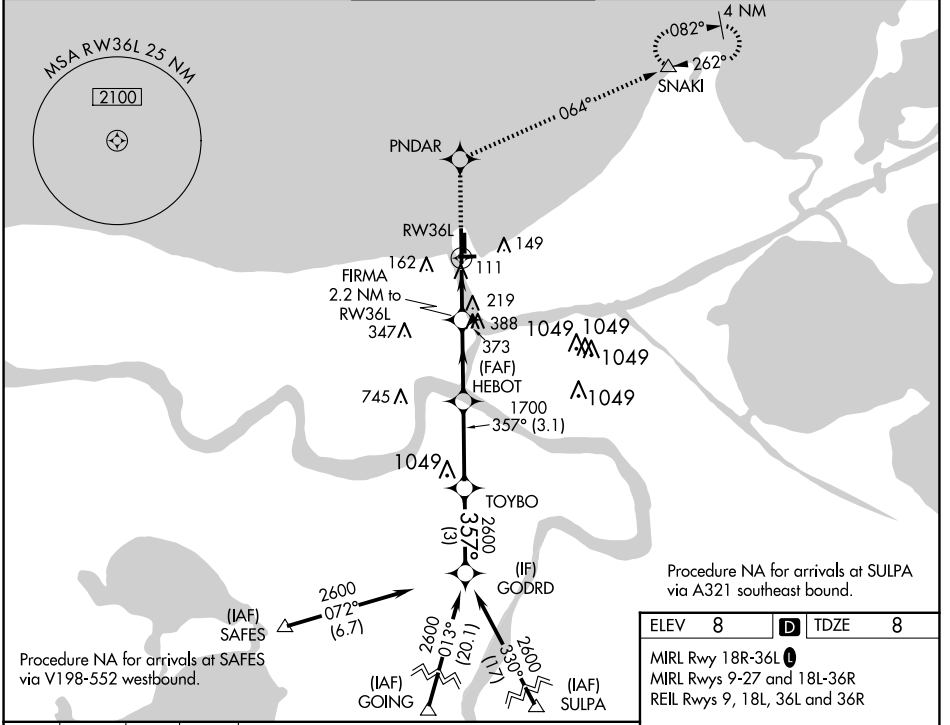 4 NM
082°
262°
SNAKI
MSA RW36L 25 NM
2100
064°
PNDAR
RW36L
149
162
111
FIRMA
2.2 NM to
RW36L
219
388
347
373
1049
1049
1049
1049
(FAF)
HEBOT
745
1700
357° (3.1)
1049
TOYBO
2600
357°
(3)
(IF)
GODRD
Procedure NA for arrivals at SULPA
via A321 southeast bound.
2600
072°
(6.7)
(IAF)
SAFES
Procedure NA for arrivals at SAFES
via V198-552 westbound.
2600
013°
(20.1)
(IAF)
GOING
2600
330°
(17)
(IAF)
SULPA
ELEV 8 D TDZE 8
MIRL Rwy 18R-36L L
MIRL Rwys 9-27 and 18L-36R
REIL Rwys 9, 18L, 36L and 36R